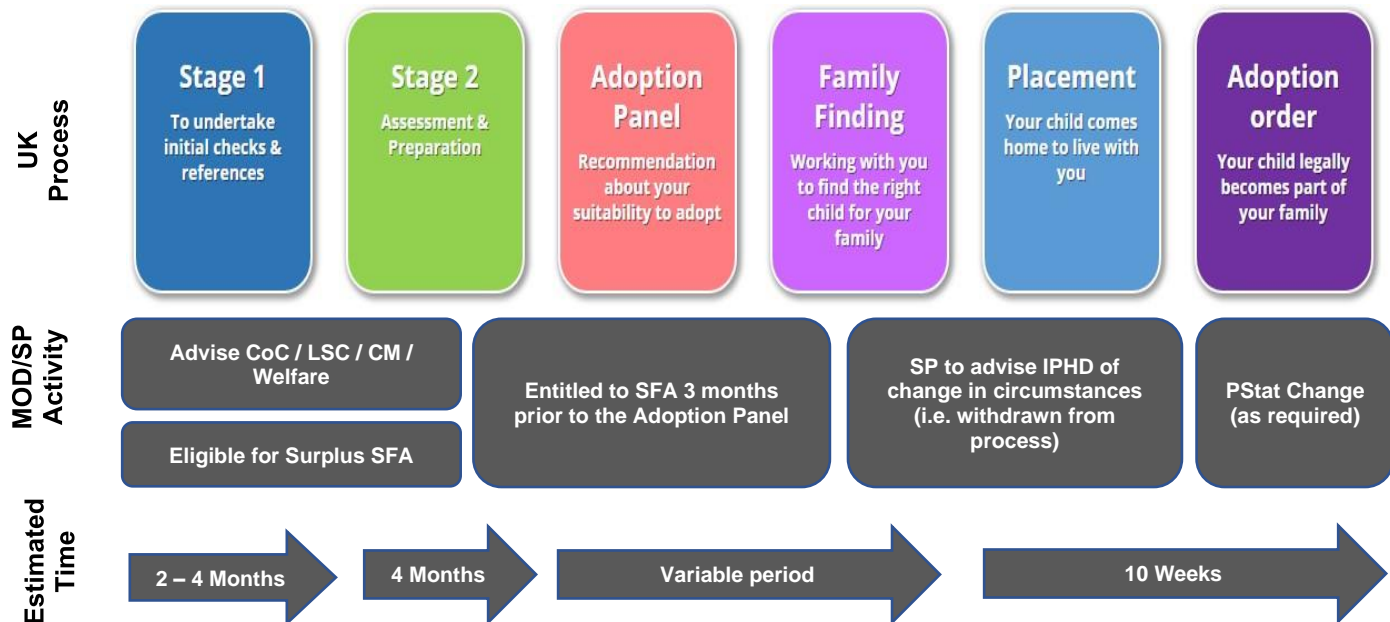 UK
Process
Stage 1
To undertake
initial checks &
references
Stage 2
Assessment &
Preparation
Adoption
Panel
Recommendation
about your
suitability to adopt
Family
Finding
Working with you
to find the right
child for your
family
Placement
Your child comes
home to live with
you
Adoption
order
Your child legally
becomes part of
your family
MOD/SP
Activity
Advise CoC / LSC / CM /
Welfare
Eligible for Surplus SFA
Entitled to SFA 3 months
prior to the Adoption Panel
SP to advise IPHD of
change in circumstances
(i.e. withdrawn from
process)
PStat Change
(as required)
Estimated
Time
2 – 4 Months
4 Months
Variable period
10 Weeks